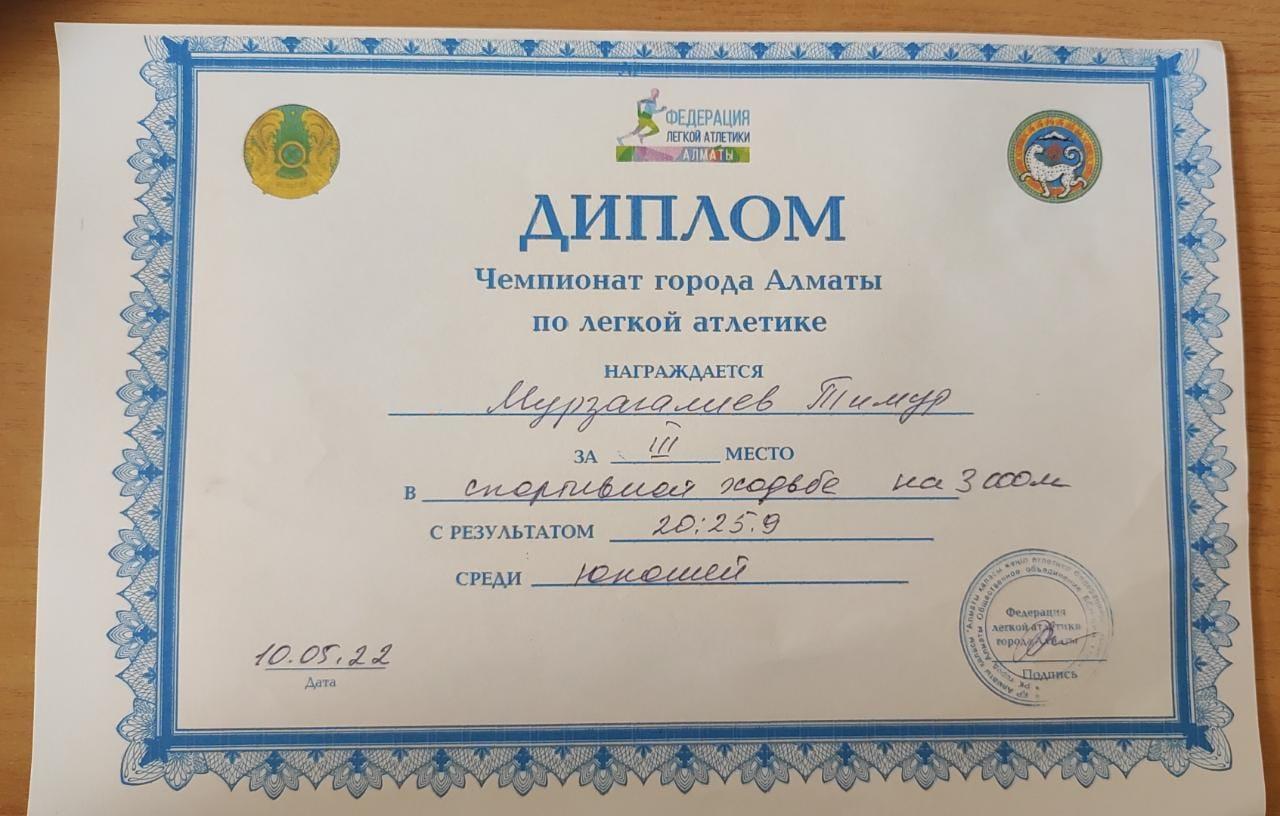 ФЕДЕРАЦИЯ
ЛЕГКОЙ АТЛЕТИКИ
АЛМАТЫ
ДИПЛОМ
Чемпионат города Алматы
по легкой атлетике
НАГРАЖДАЕТСЯ
Мурзагалиев Тимур
ЗА III МЕСТО
В спортивной ходьбе на 3000м
С РЕЗУЛЬТАТОМ 20:25.9
СРЕДИ юношей
Федерация
легкой атлетики
города Алматы
10.05.22
Дата
Подпись